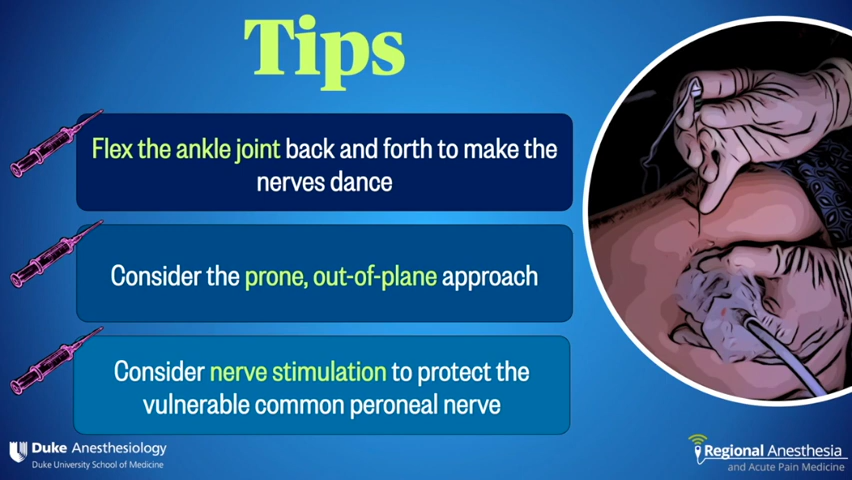 Tips
Flex the ankle joint back and forth to make the
nerves dance
Consider the prone, out-of-plane approach
Consider nerve stimulation to protect the
vulnerable common peroneal nerve
Duke Anesthesiology
Duke University School of Medicine
Regional Anesthesia
and Acute Pain Medicine